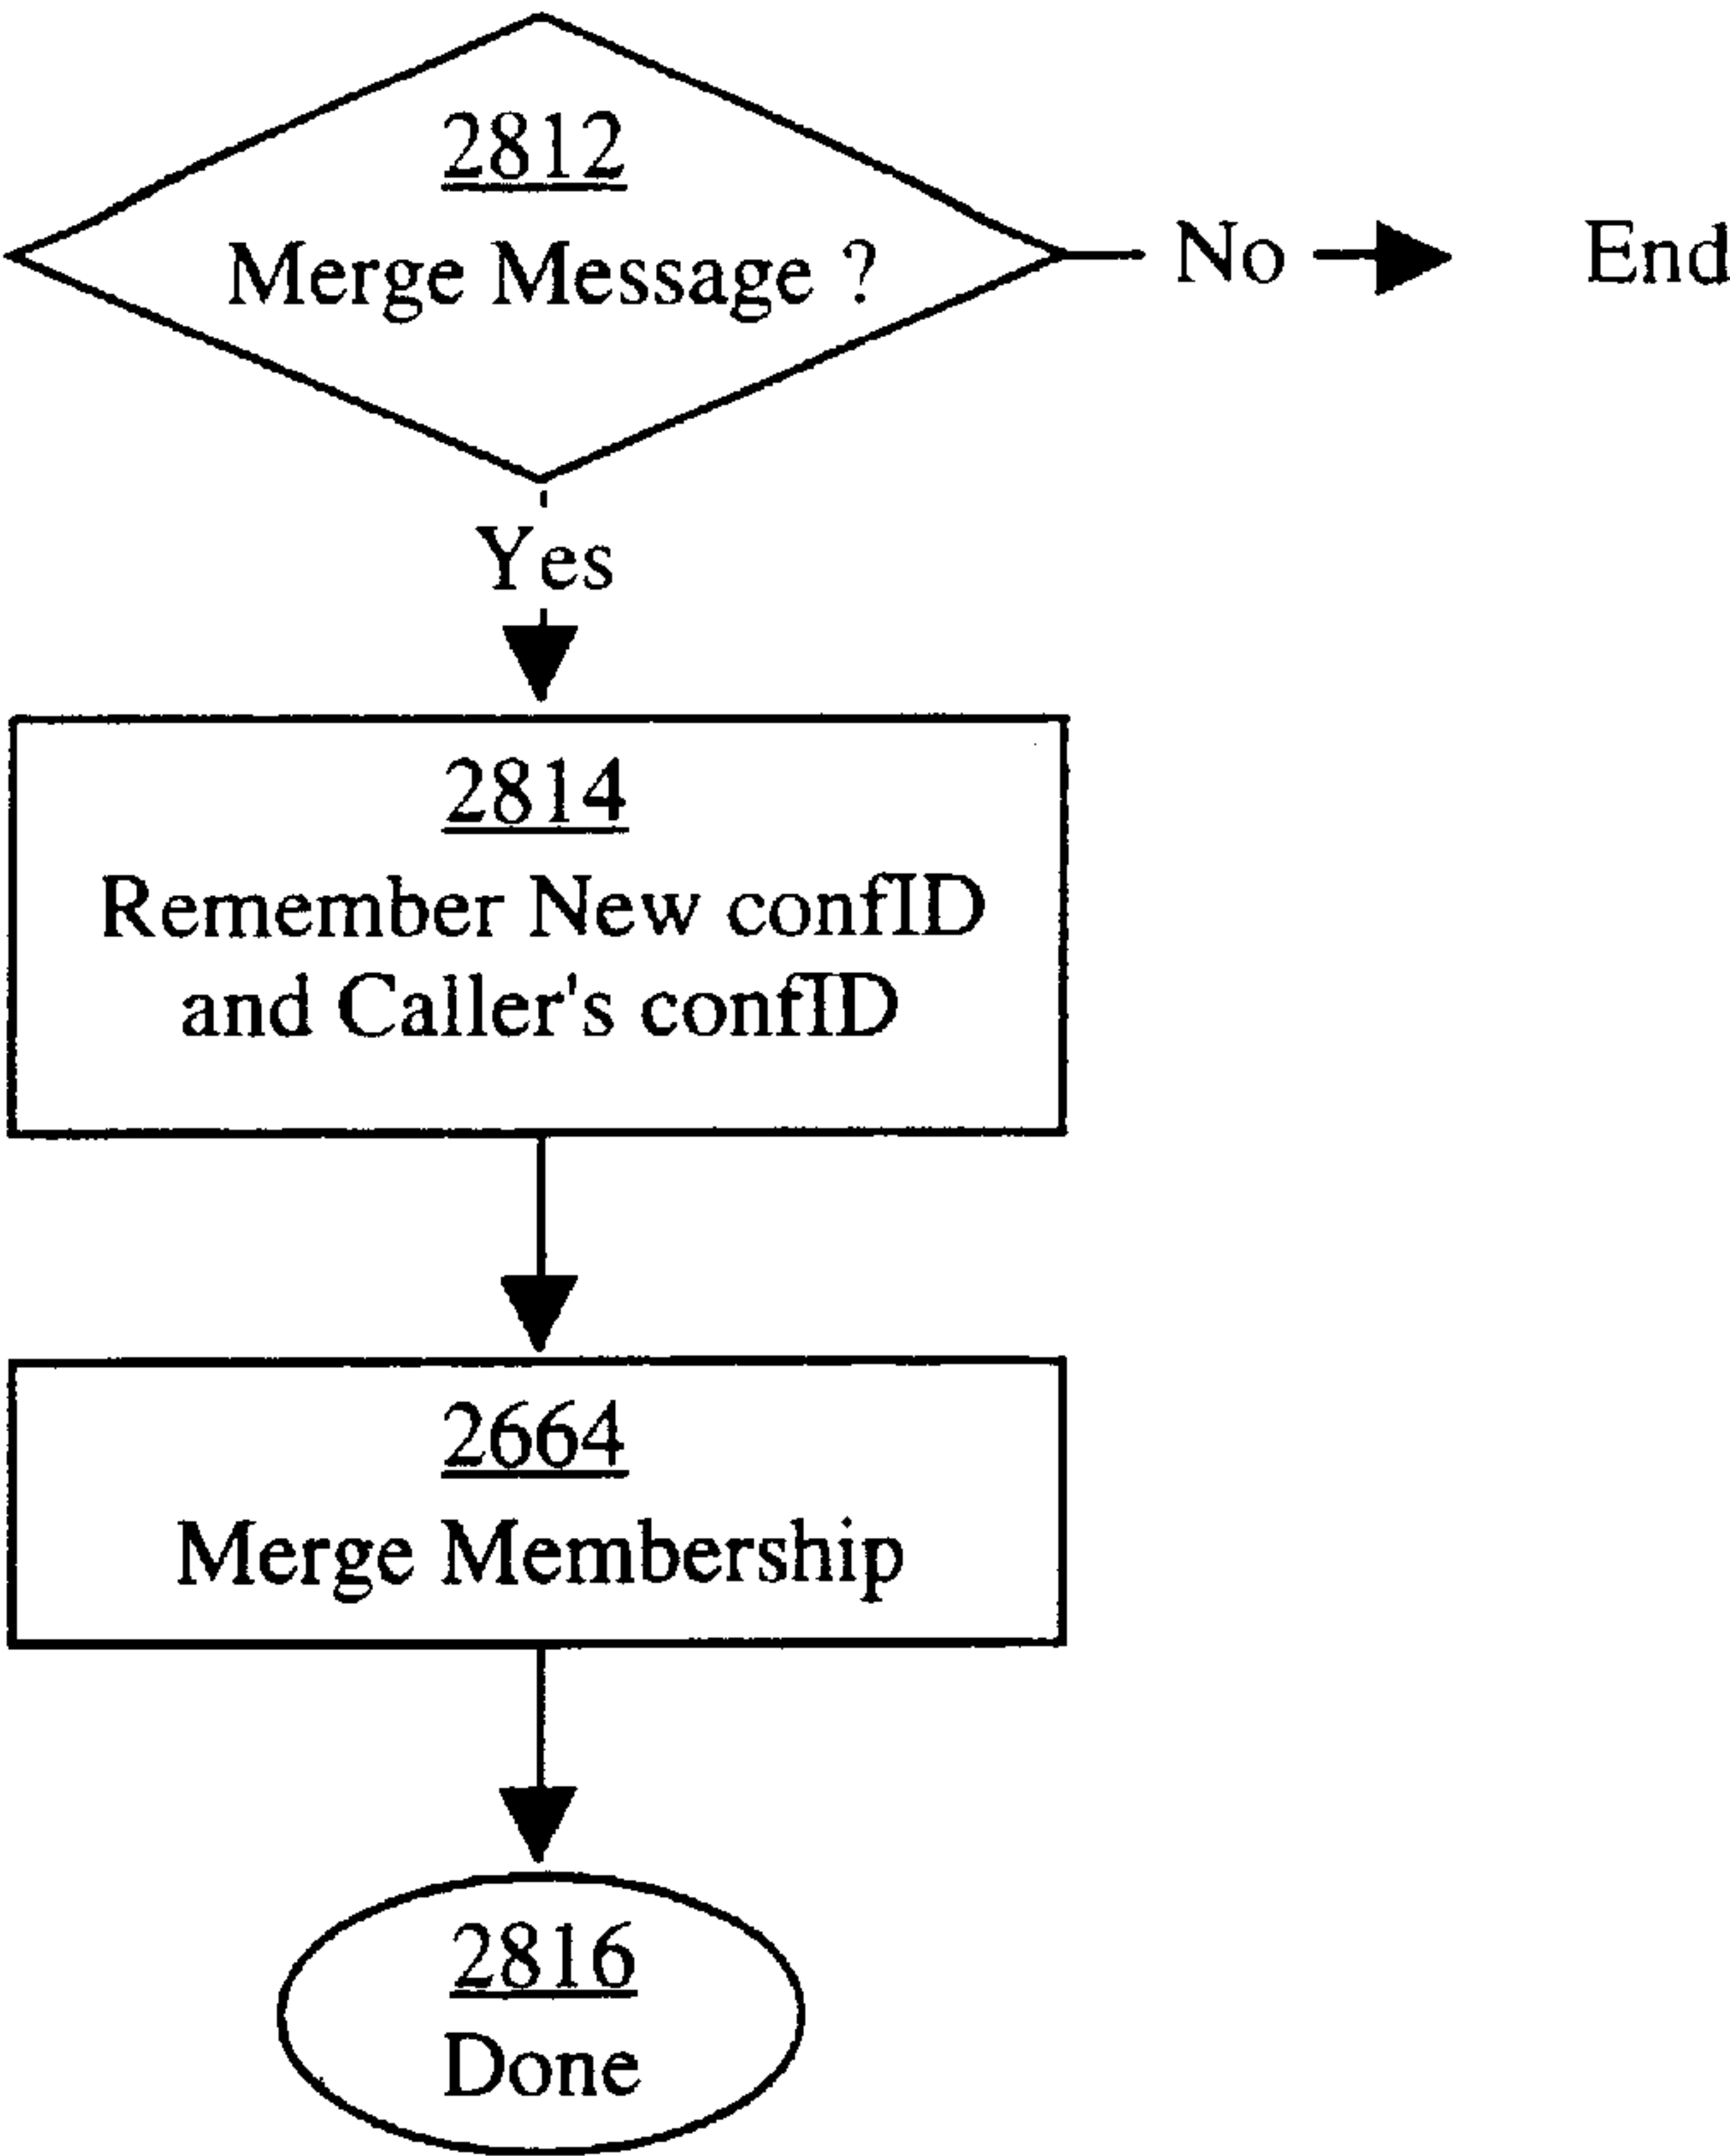 2812
Merge Message ?
No
End
Yes
2814
Remember New confID
and Caller's confID
2664
Merge Membership
2816
Done